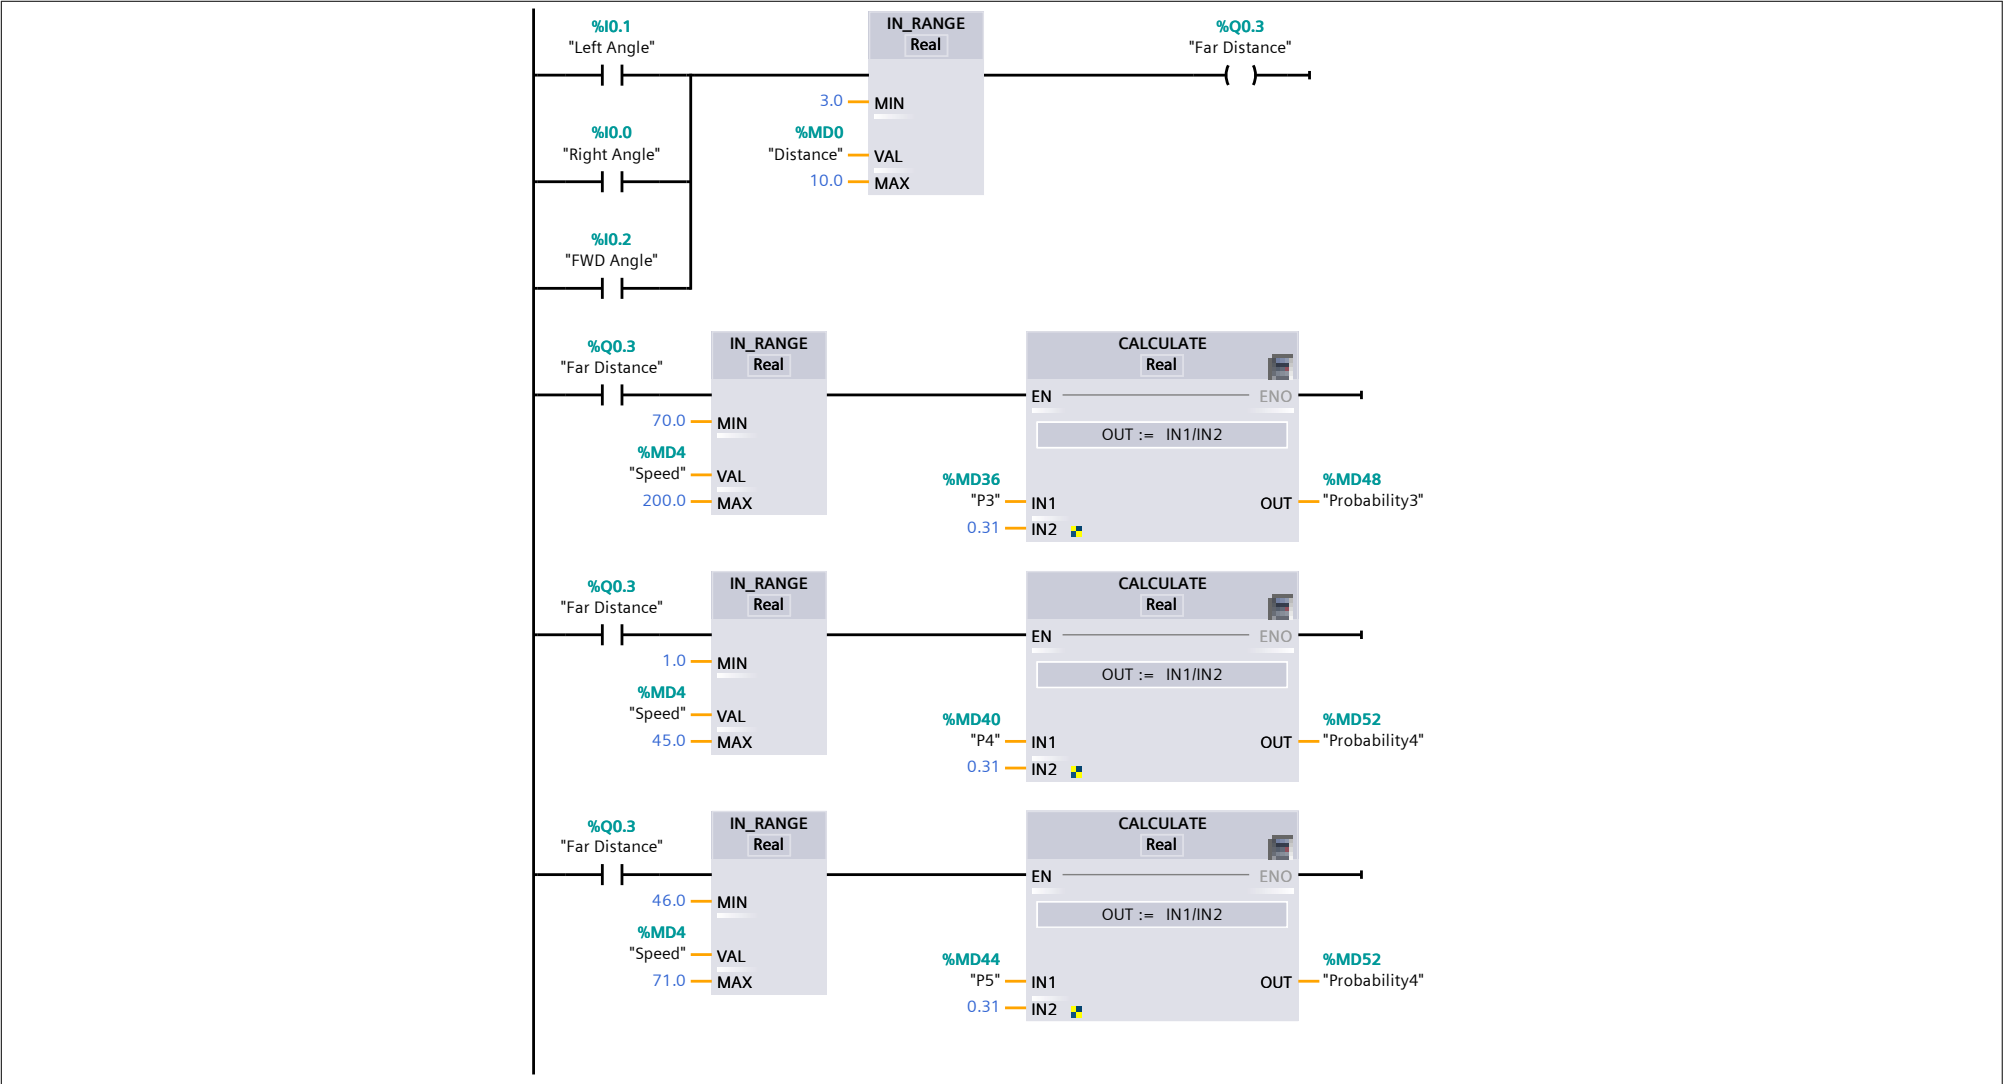 %I0.1
"Left Angle"
IN_RANGE
Real
%Q0.3
"Far Distance"
3.0 MIN
%I0.0
"Right Angle"
%MD0
"Distance" VAL
10.0 MAX
%I0.2
"FWD Angle"
%Q0.3
"Far Distance"
IN_RANGE
Real
CALCULATE
Real
EN ENO
70.0 MIN
OUT := IN1/IN2
%MD4
"Speed" VAL
200.0 MAX
%MD36
"P3" IN1
%MD48
OUT "Probability3"
0.31 IN2
%Q0.3
"Far Distance"
IN_RANGE
Real
CALCULATE
Real
EN ENO
1.0 MIN
OUT := IN1/IN2
%MD4
"Speed" VAL
45.0 MAX
%MD40
"P4" IN1
%MD52
OUT "Probability4"
0.31 IN2
%Q0.3
"Far Distance"
IN_RANGE
Real
CALCULATE
Real
EN ENO
46.0 MIN
OUT := IN1/IN2
%MD4
"Speed" VAL
71.0 MAX
%MD44
"P5" IN1
%MD52
OUT "Probability4"
0.31 IN2